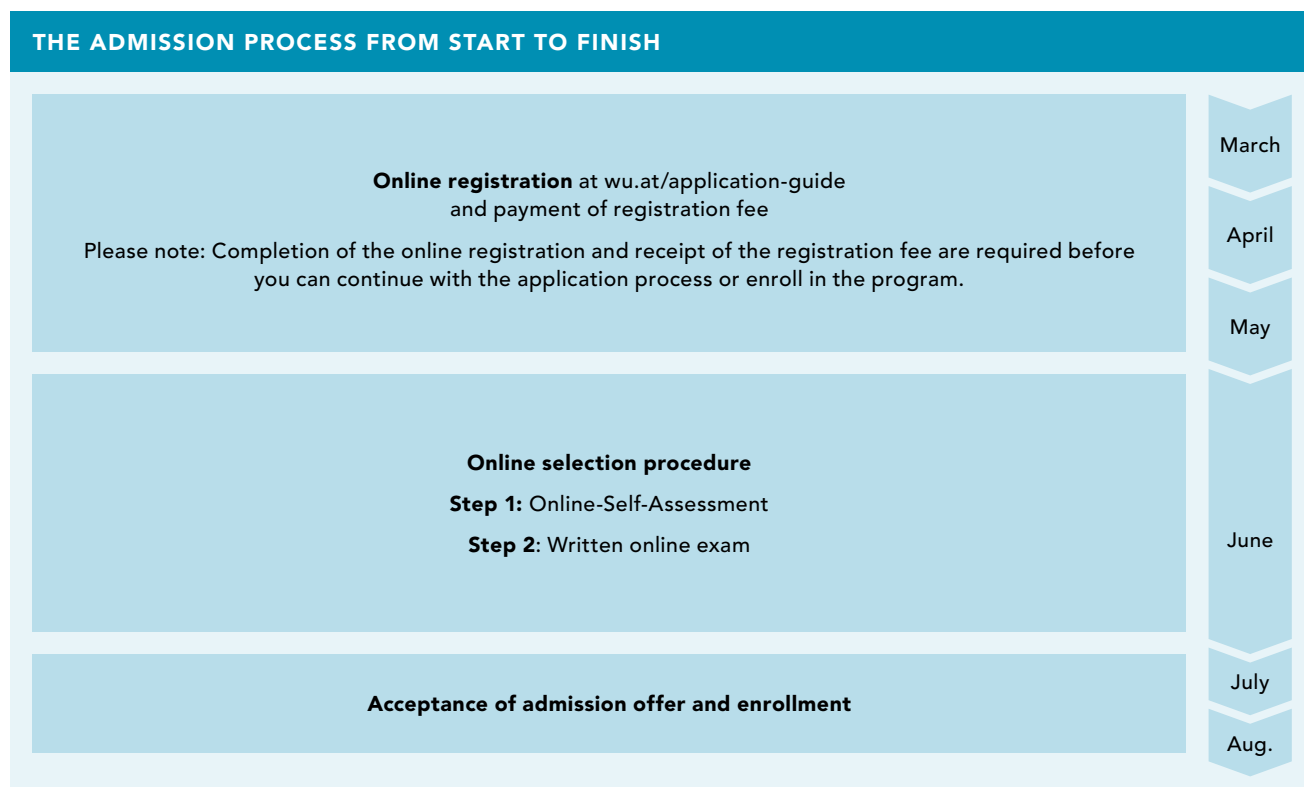 THE ADMISSION PROCESS FROM START TO FINISH
Online registration at wu.at/application-guide
and payment of registration fee
Please note: Completion of the online registration and receipt of the registration fee are required before
you can continue with the application process or enroll in the program.
March
April
May
Online selection procedure
Step 1: Online-Self-Assessment
Step 2: Written online exam
June
Acceptance of admission offer and enrollment
July
Aug.